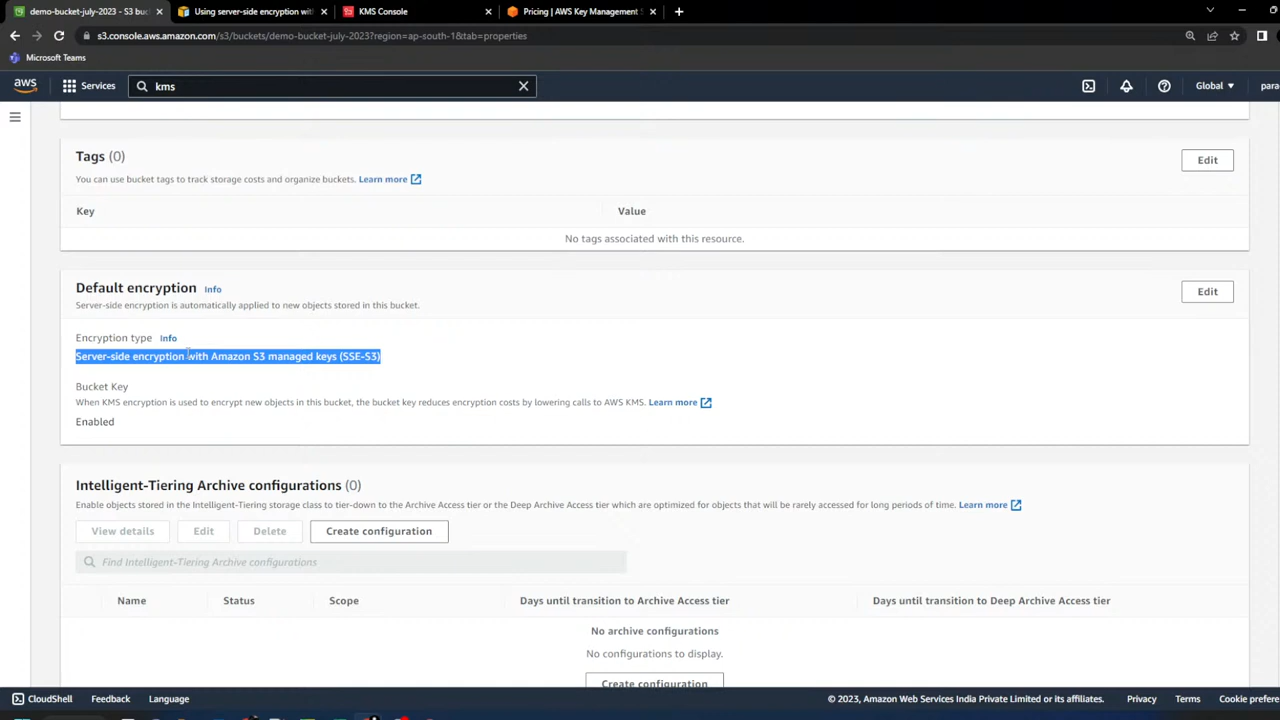 demo-bucket-july-2023 - S3 buc
Using server-side encryption with
KMS Console
Pricing | AWS Key Management S
s3.console.aws.amazon.com/s3/buckets/demo-bucket-july-2023?region=ap-south-1&tab=properties
Microsoft Teams
aws
Services
kms
Global
para
Tags (0)
Edit
You can use bucket tags to track storage costs and organize buckets. Learn more
Key
Value
No tags associated with this resource.
Default encryption Info
Edit
Server-side encryption is automatically applied to new objects stored in this bucket.
Encryption type Info
Server-side encryption with Amazon S3 managed keys (SSE-S3)
Bucket Key
When KMS encryption is used to encrypt new objects in this bucket, the bucket key reduces encryption costs by lowering calls to AWS KMS. Learn more
Enabled
Intelligent-Tiering Archive configurations (0)
Enable objects stored in the Intelligent-Tiering storage class to tier-down to the Archive Access tier or the Deep Archive Access tier which are optimized for objects that will be rarely accessed for long periods of time. Learn more
View details
Edit
Delete
Create configuration
Find Intelligent-Tiering Archive configurations
Name
Status
Scope
Days until transition to Archive Access tier
Days until transition to Deep Archive Access tier
No archive configurations
No configurations to display.
Create configuration
CloudShell
Feedback
Language
© 2023, Amazon Web Services India Private Limited or its affiliates.
Privacy
Terms
Cookie prefere